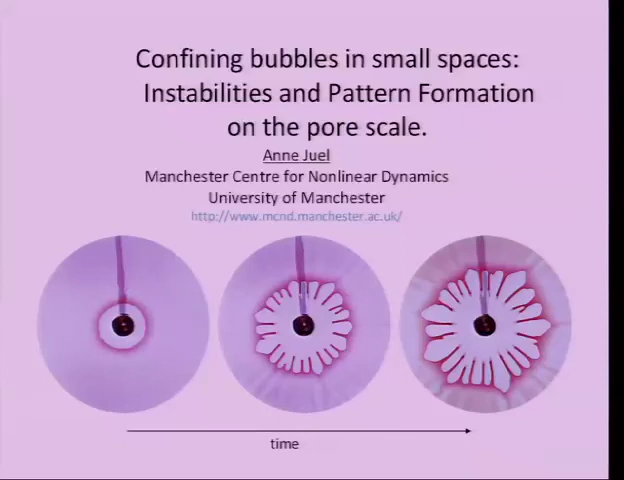 Confining bubbles in small spaces:
Instabilities and Pattern Formation
on the pore scale.
Anne Juel
Manchester Centre for Nonlinear Dynamics
University of Manchester
http://www.mcnd.manchester.ac.uk/
time